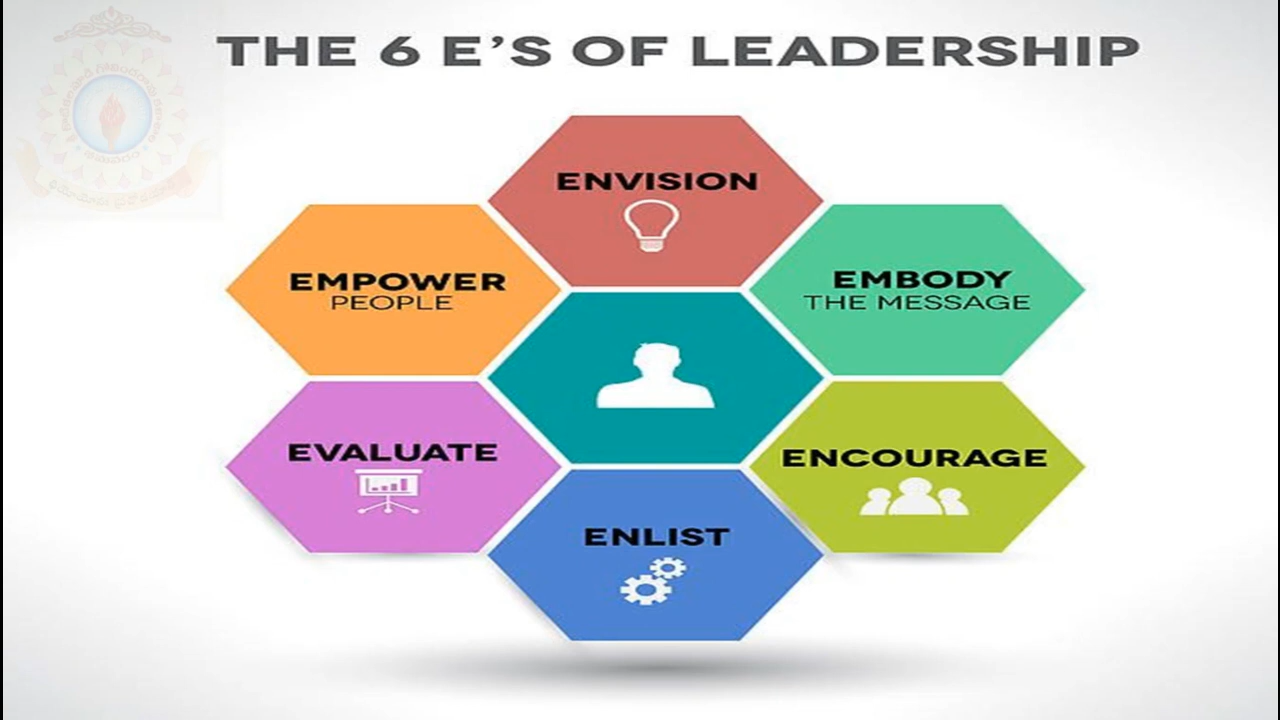 THE 6 E'S OF LEADERSHIP
ENVISION
EMPOWER
PEOPLE
EMBODY
THE MESSAGE
EVALUATE
ENCOURAGE
ENLIST